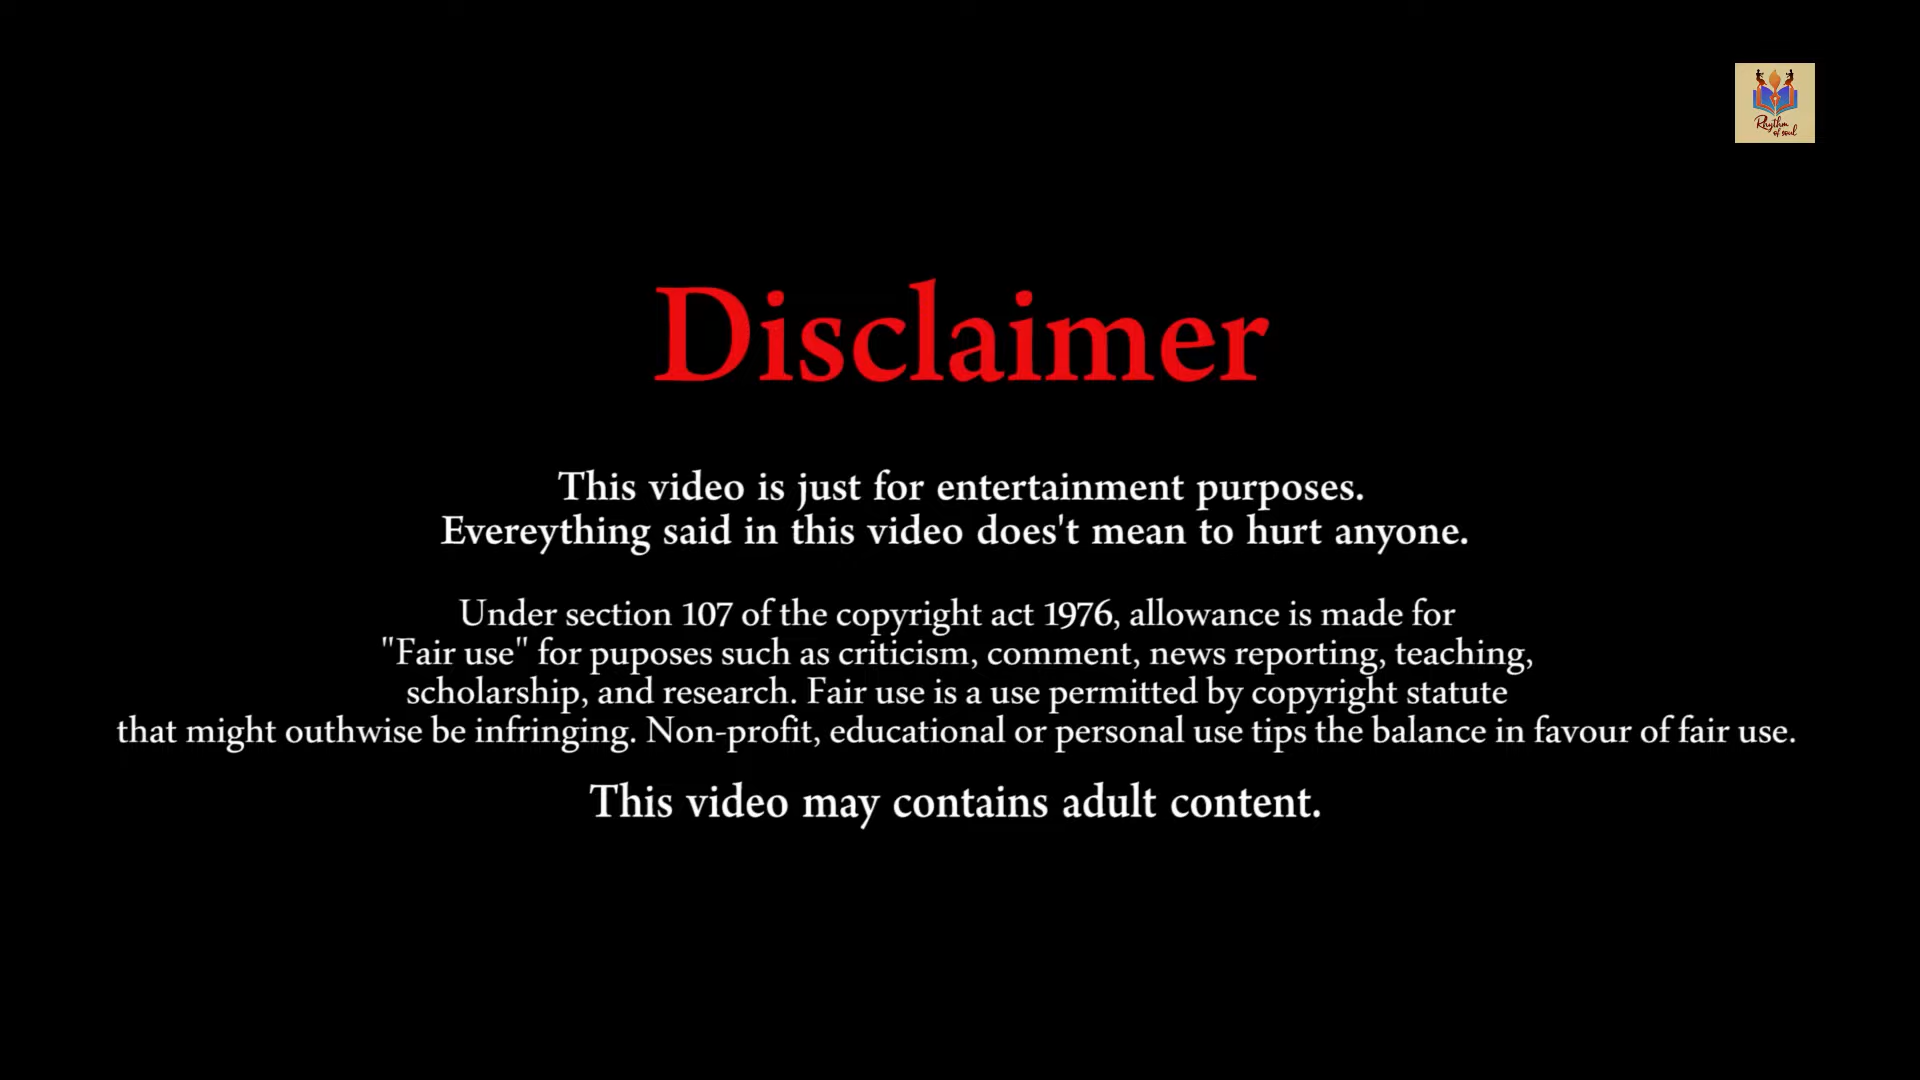 Rhythm
of soul
Disclaimer
This video is just for entertainment purposes.
Evereything said in this video does't mean to hurt anyone.
Under section 107 of the copyright act 1976, allowance is made for
"Fair use" for puposes such as criticism, comment, news reporting, teaching,
scholarship, and research. Fair use is a use permitted by copyright statute
that might outhwise be infringing. Non-profit, educational or personal use tips the balance in favour of fair use.
This video may contains adult content.